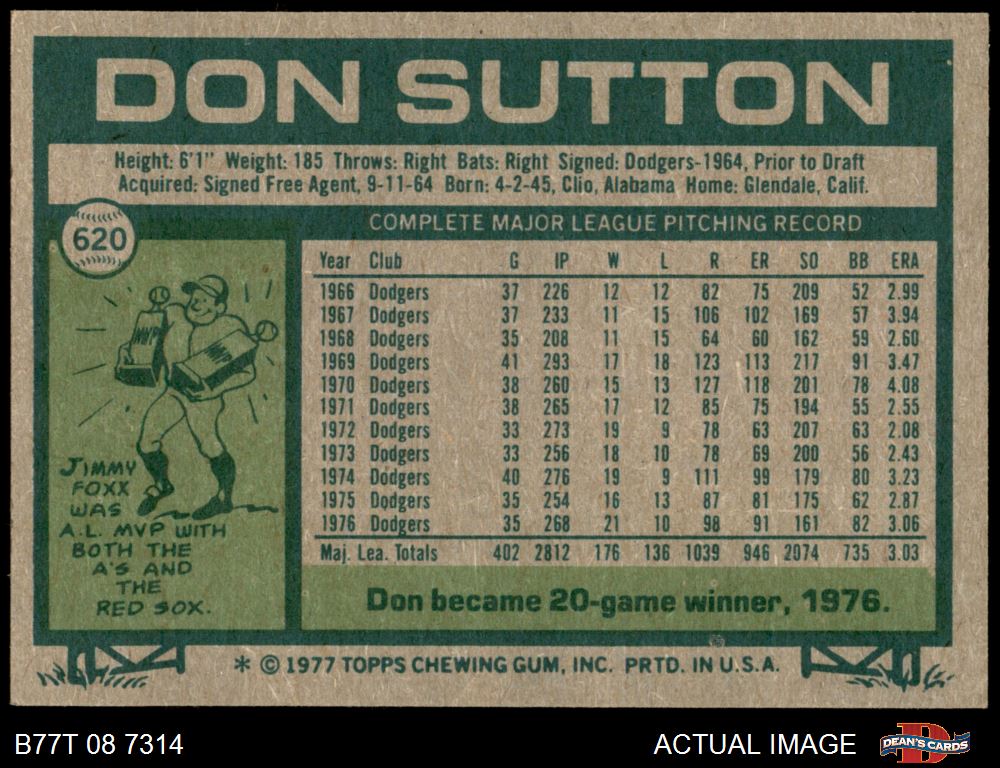 DON SUTTON
Height: 6'1" Weight: 185 Throws: Right Bats: Right Signed: Dodgers-1964, Prior to Draft
Acquired: Signed Free Agent, 9-11-64 Born: 4-2-45, Clio, Alabama Home: Glendale, Calif.
620
COMPLETE MAJOR LEAGUE PITCHING RECORD
Year Club G IP W L R ER SO BB ERA
1966 Dodgers 37 226 12 12 82 75 209 52 2.99
1967 Dodgers 37 233 11 15 106 102 169 57 3.94
1968 Dodgers 35 208 11 15 64 60 162 59 2.60
1969 Dodgers 41 293 17 18 123 113 217 91 3.47
1970 Dodgers 38 260 15 13 127 118 201 78 4.08
1971 Dodgers 38 265 17 12 85 75 194 55 2.55
1972 Dodgers 33 273 19 9 78 63 207 63 2.08
1973 Dodgers 33 256 18 10 78 69 200 56 2.43
1974 Dodgers 40 276 19 9 111 99 179 80 3.23
1975 Dodgers 35 254 16 13 87 81 175 62 2.87
1976 Dodgers 35 268 21 10 98 91 161 82 3.06
Maj. Lea. Totals 402 2812 176 136 1039 946 2074 735 3.03
MVP
MVP
JIMMY
FOXX
WAS
A.L. MVP WITH
BOTH THE
A'S AND
THE
RED SOX.
Don became 20-game winner, 1976.
* © 1977 TOPPS CHEWING GUM, INC. PRTD. IN U.S.A.
B77T 08 7314
ACTUAL IMAGE
DEAN'S CARDS